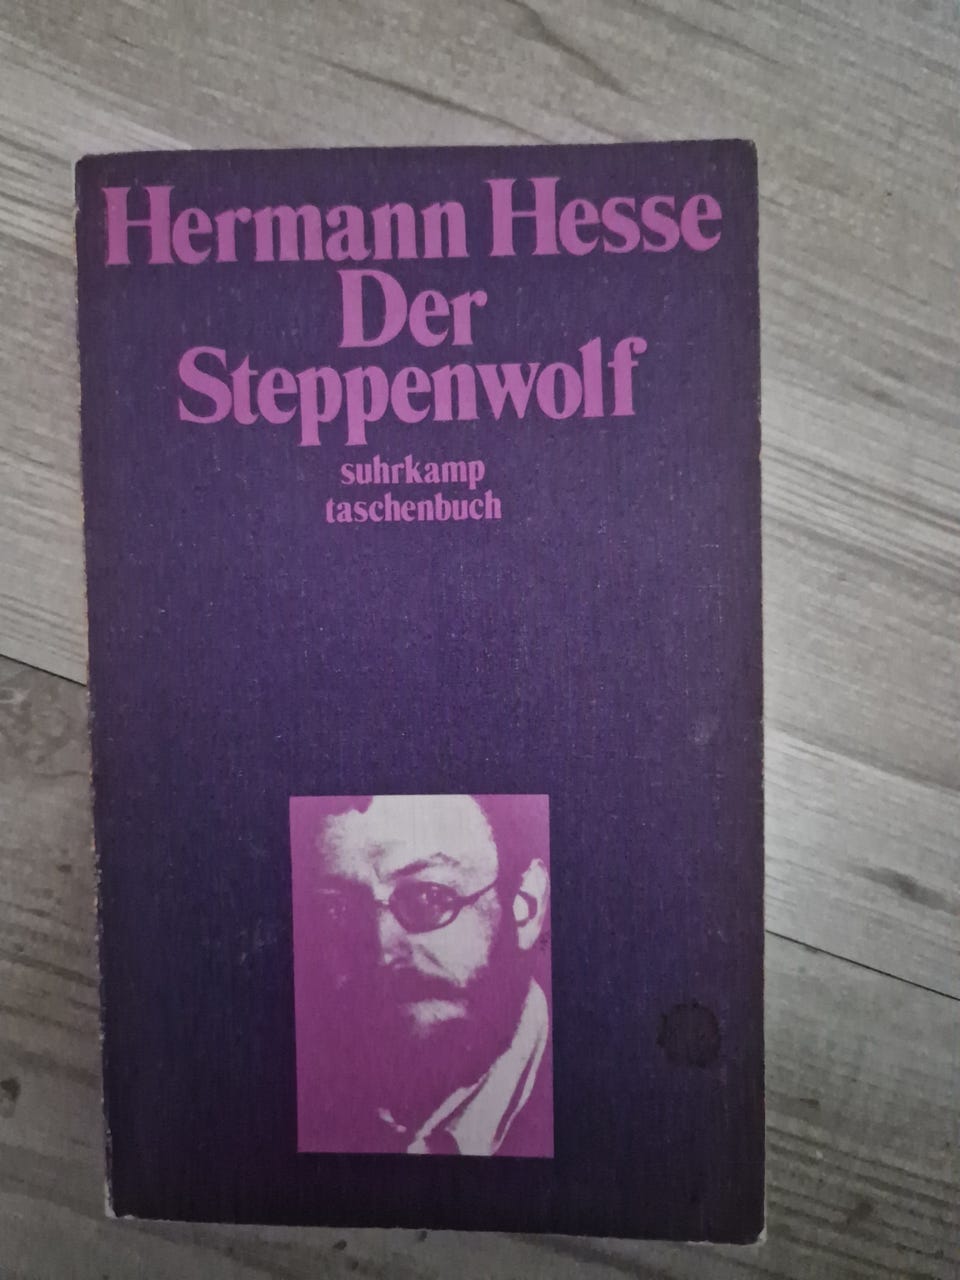 Hermann Hesse
Der
Steppenwolf
suhrkamp
taschenbuch